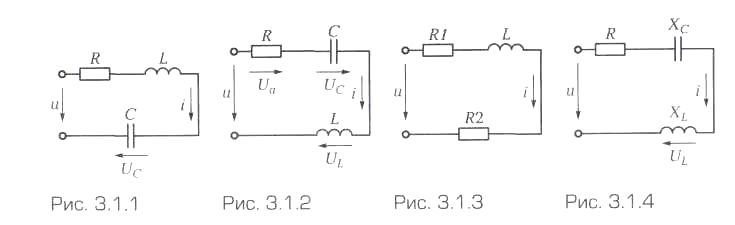 R L
u i
C
U_C
Рис. 3.1.1
R C
u U_a U_C i
L
U_L
Рис. 3.1.2
R1 L
u i
R2
Рис. 3.1.3
R X_C
u i
X_L
U_L
Рис. 3.1.4